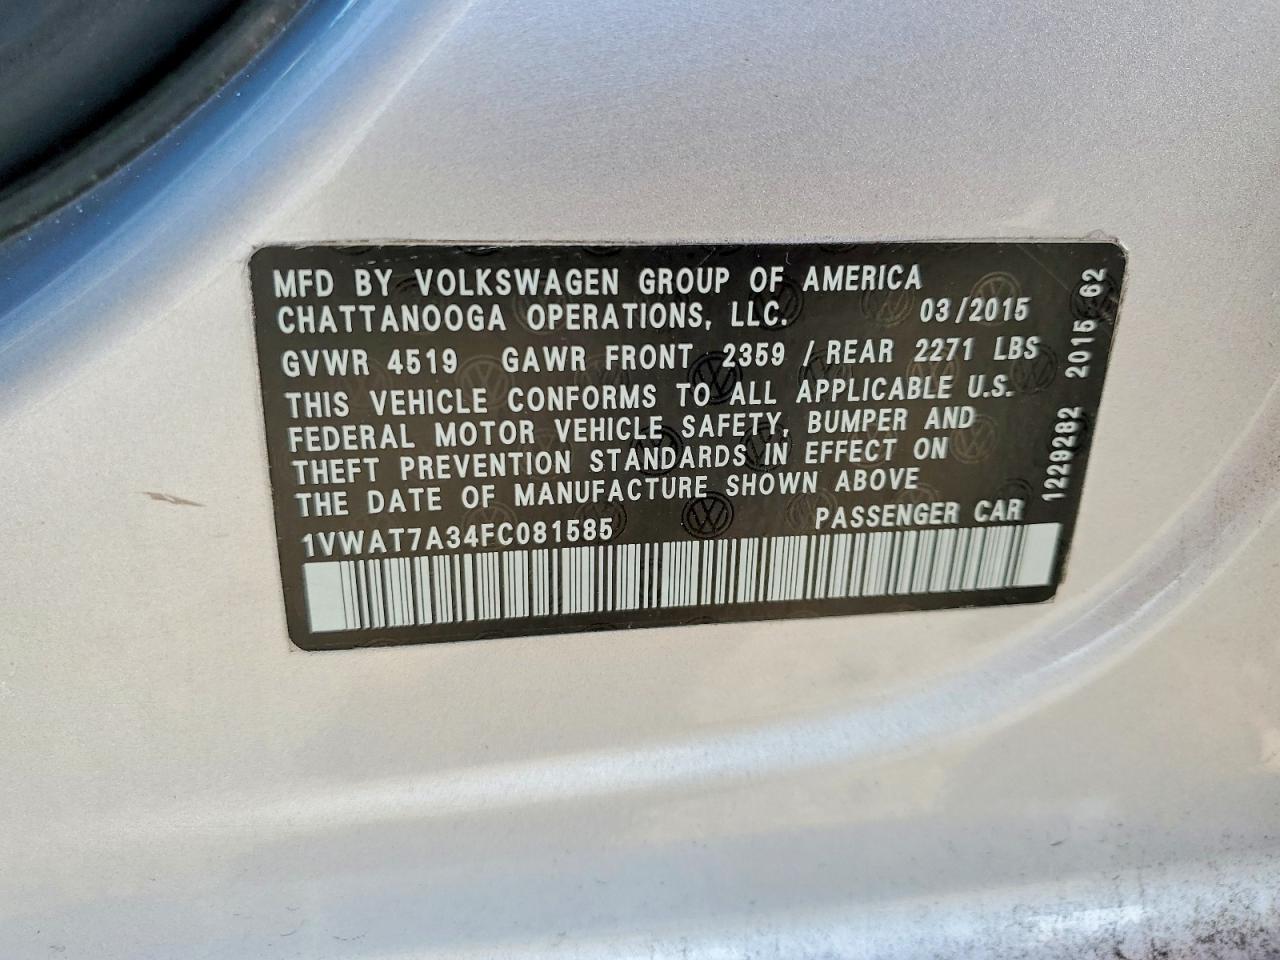 MFD BY VOLKSWAGEN GROUP OF AMERICA
CHATTANOOGA OPERATIONS, LLC. 03/2015
GVWR 4519 GAWR FRONT 2359 / REAR 2271 LBS
THIS VEHICLE CONFORMS TO ALL APPLICABLE U.S.
FEDERAL MOTOR VEHICLE SAFETY, BUMPER AND
THEFT PREVENTION STANDARDS IN EFFECT ON
THE DATE OF MANUFACTURE SHOWN ABOVE
1VWAT7A34FC081585 PASSENGER CAR
1229282 2015 62